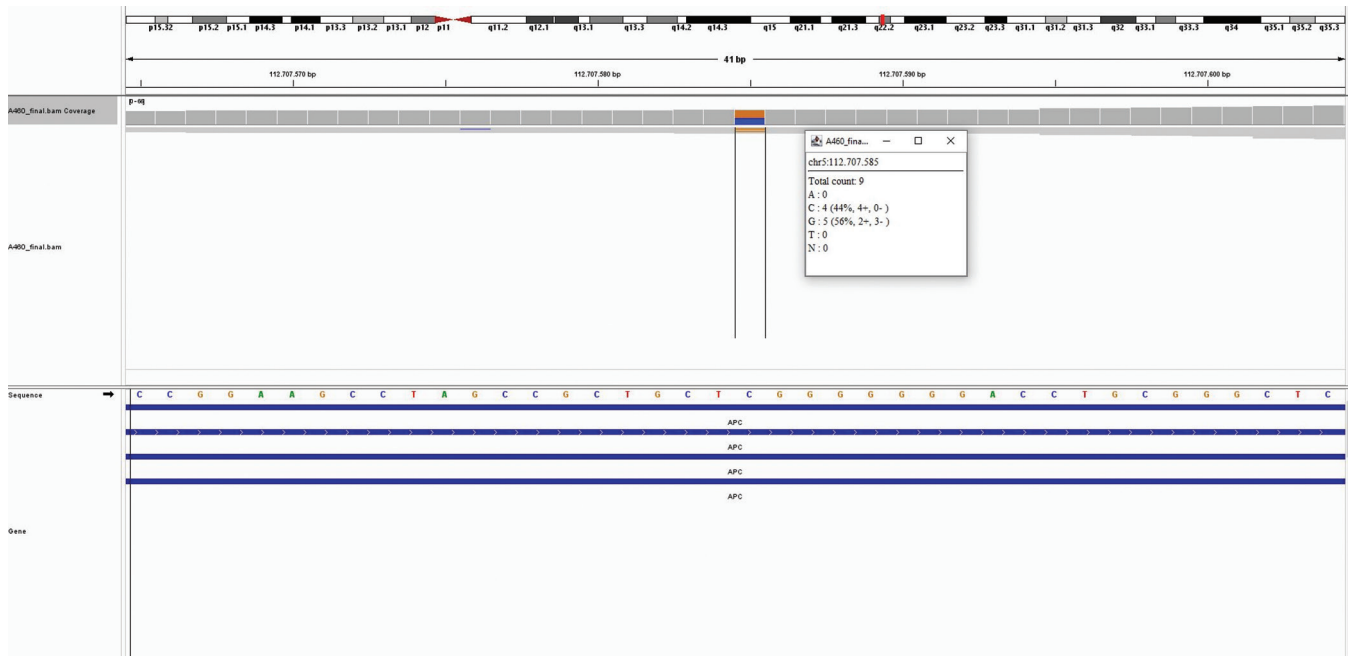 p15.32 p15.2 p15.1 p14.3 p14.1 p13.3 p13.2 p13.1 p12 p11 q11.2 q12.1 q13.1 q13.3 q14.2 q14.3 q15 q21.1 q21.3 q22.2 q23.1 q23.2 q23.3 q31.1 q31.2 q31.3 q32 q33.1 q33.3 q34 q35.1 q35.2 q35.3
41 bp
112.707.570 bp 112.707.580 bp 112.707.590 bp 112.707.600 bp
A460_final.bam Coverage
A460_fina...
chr5:112.707.585
Total count: 9
A : 0
C : 4 (44%, 4+, 0- )
G : 5 (56%, 2+, 3- )
T : 0
N : 0
A460_final.bam
Sequence C C G G A A G C C T A G C C G C T G C T C G G G G G G G A C C T G C G G G C T C
APC
APC
APC
APC
Gene